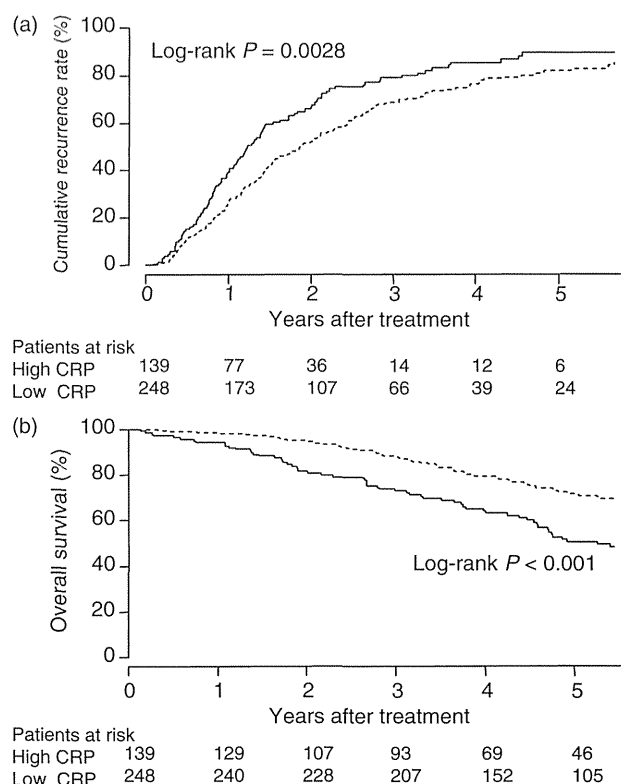 (a)
Log-rank P = 0.0028
Cumulative recurrence rate (%)
100
80
60
40
20
0
0 1 2 3 4 5
Years after treatment
Patients at risk
High CRP 139 77 36 14 12 6
Low CRP 248 173 107 66 39 24
(b)
Overall survival (%)
100
80
60
40
20
0
Log-rank P < 0.001
0 1 2 3 4 5
Years after treatment
Patients at risk
High CRP 139 129 107 93 69 46
Low CRP 248 240 228 207 152 105